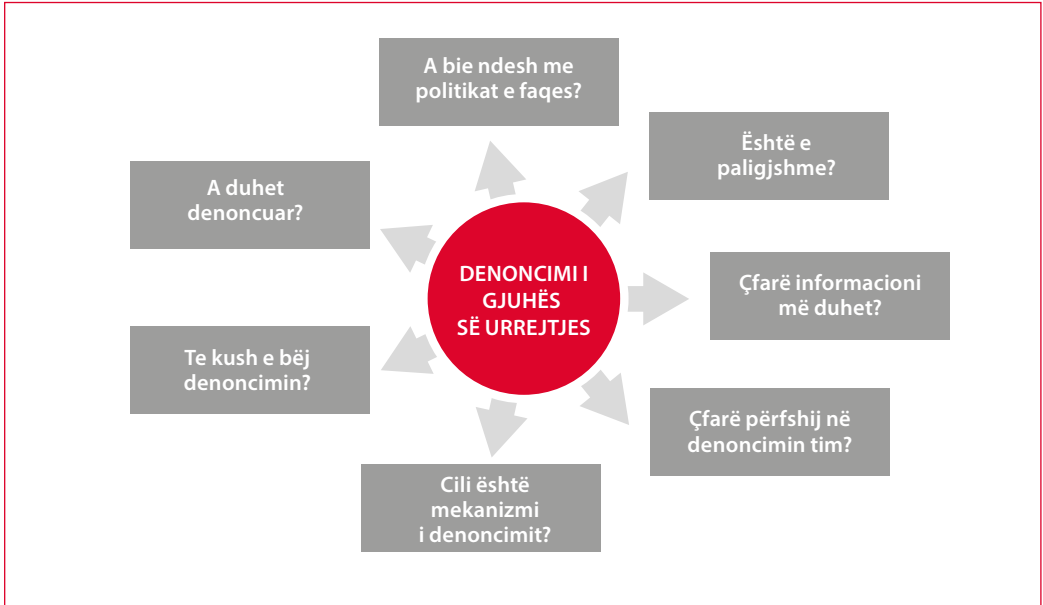 A bie ndesh me
politikat e faqes?
Është e
paligjshme?
A duhet
denoncuar?
DENONCIMI I
GJUHËS
SË URREJTJES
Çfarë informacioni
më duhet?
Te kush e bëj
denoncimin?
Çfarë përfshij në
denoncimin tim?
Cili është
mekanizmi
i denoncimit?